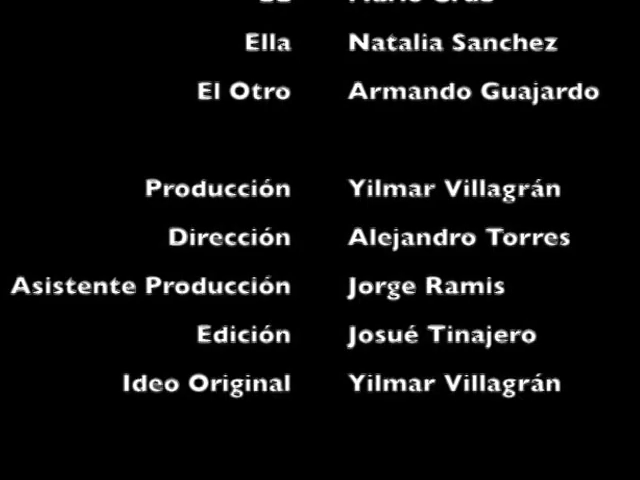 Ella Natalia Sanchez
El Otro Armando Guajardo
Producción Yilmar Villagrán
Dirección Alejandro Torres
Asistente Producción Jorge Ramis
Edición Josué Tinajero
Ideo Original Yilmar Villagrán